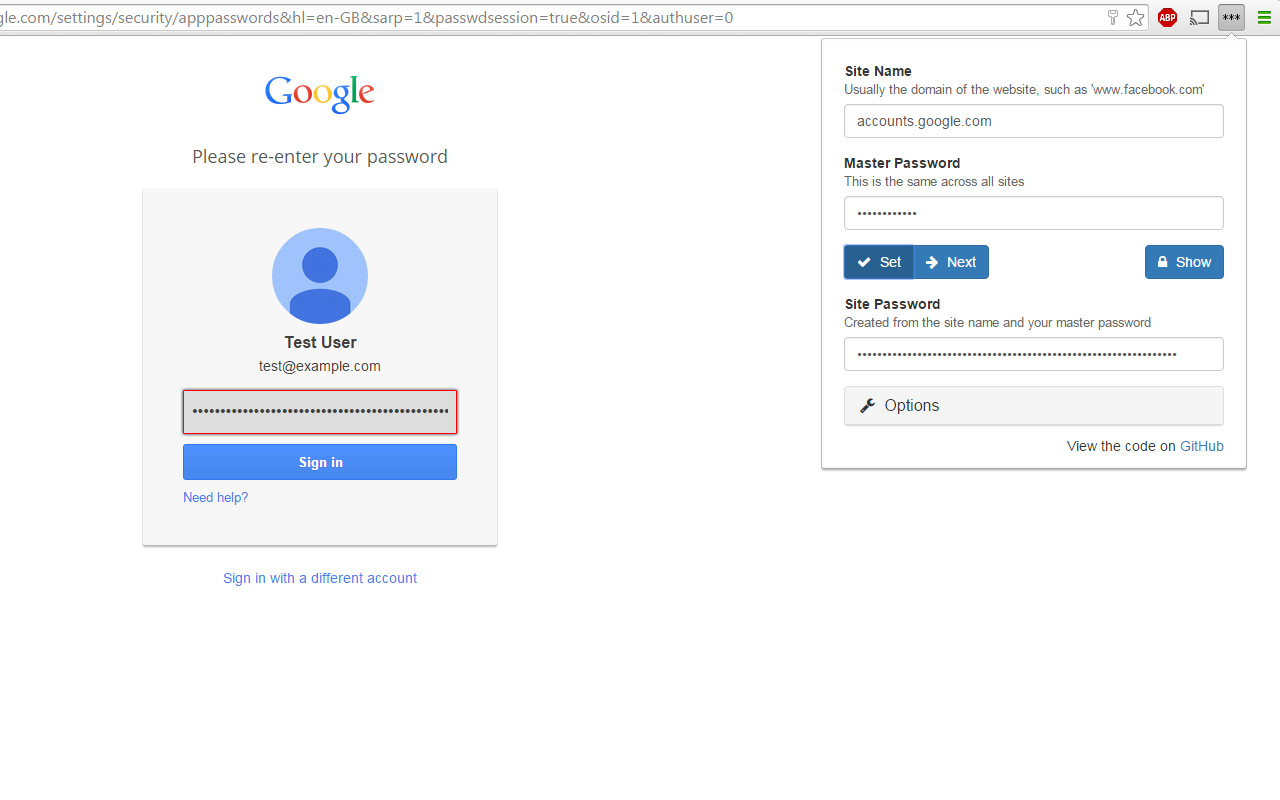 gle.com/settings/security/apppasswords&hl=en-GB&sarp=1&passwdsession=true&osid=1&authuser=0
ABP
***
Google
Please re-enter your password
Test User
test@example.com
Sign in
Need help?
Sign in with a different account
Site Name
Usually the domain of the website, such as 'www.facebook.com'
accounts.google.com
Master Password
This is the same across all sites
••••••••••••
Set Next Show
Site Password
Created from the site name and your master password
Options
View the code on GitHub